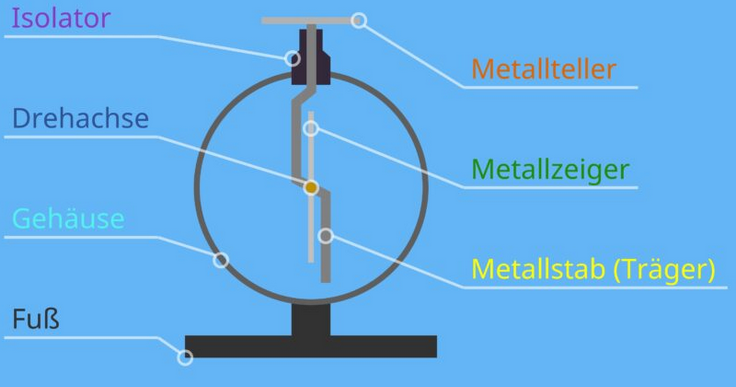 Isolator
Metallteller
Drehachse
Metallzeiger
Gehäuse
Metallstab (Träger)
Fuß